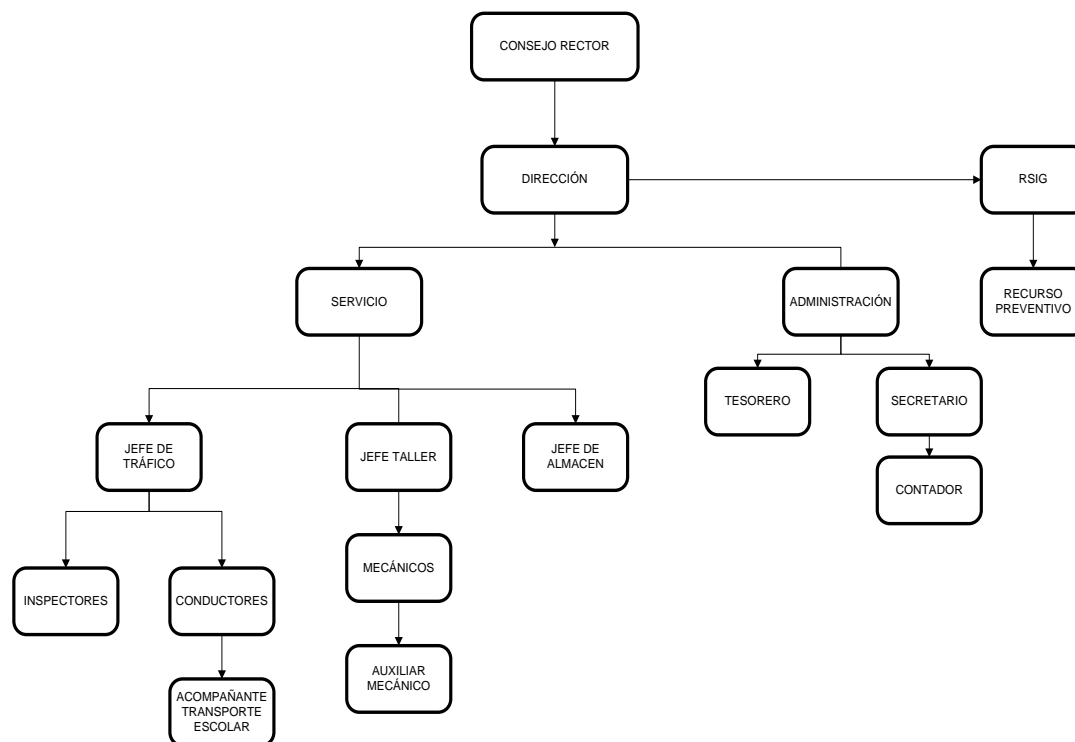 CONSEJO RECTOR
DIRECCIÓN
RSIG
SERVICIO
ADMINISTRACIÓN
RECURSO
PREVENTIVO
TESORERO
SECRETARIO
JEFE DE
TRÁFICO
JEFE TALLER
JEFE DE
ALMACEN
CONTADOR
INSPECTORES
CONDUCTORES
MECÁNICOS
ACOMPAÑANTE
TRANSPORTE
ESCOLAR
AUXILIAR
MECÁNICO